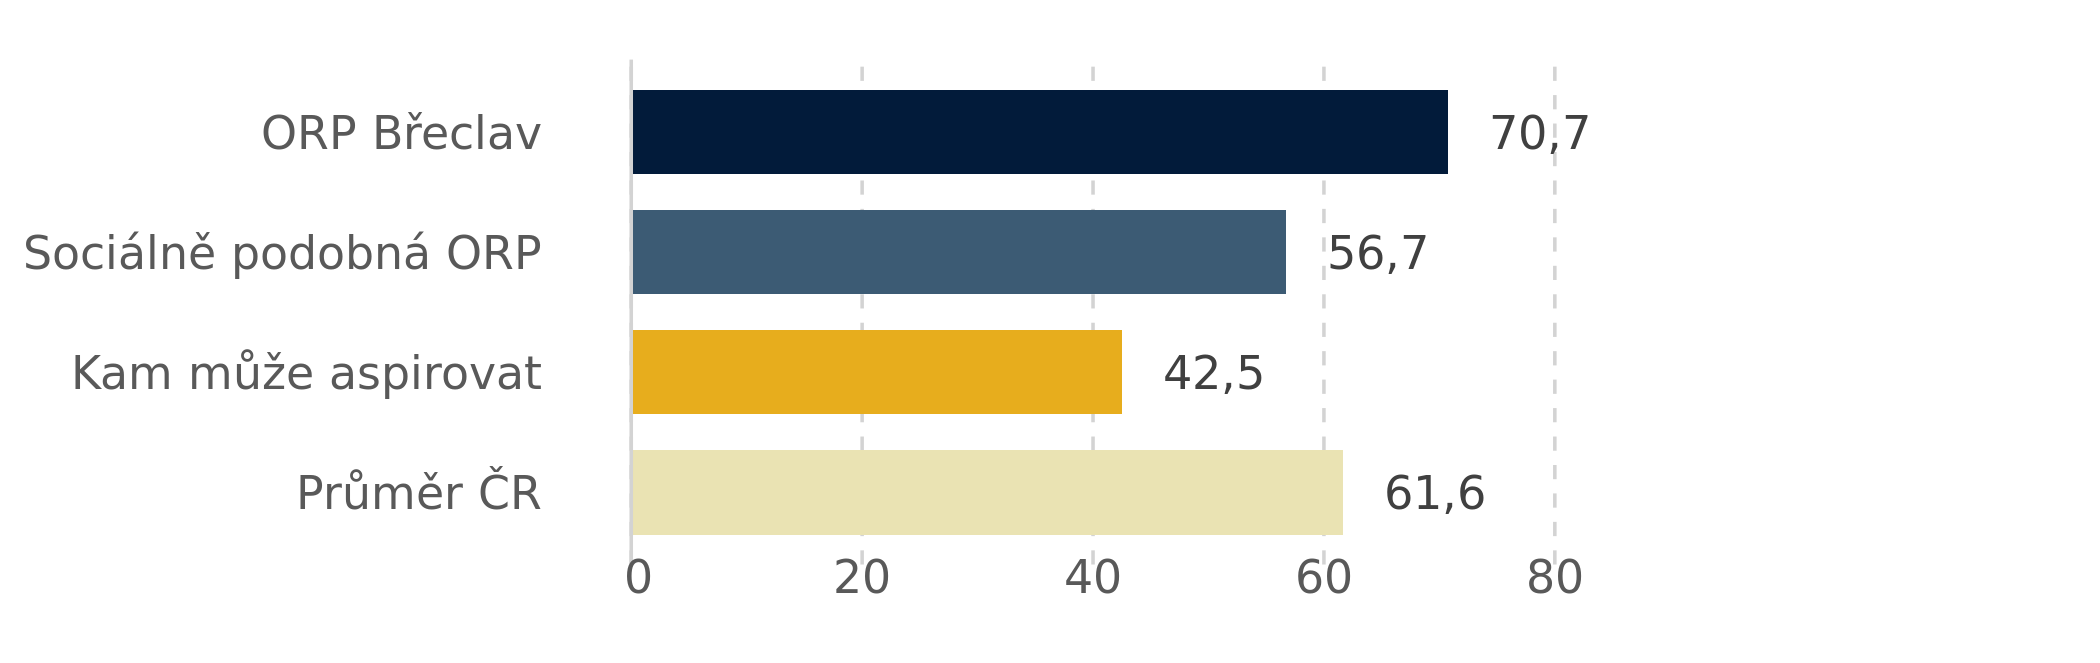 ORP Břeclav 70,7
Sociálně podobná ORP 56,7
Kam může aspirovat 42,5
Průměr ČR 61,6
0 20 40 60 80